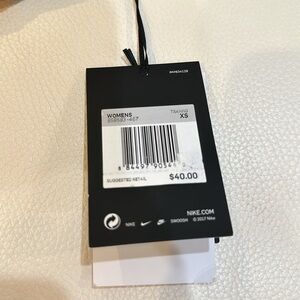 WOMENS
TRAINING
XS
SUGGESTED RETAIL
$40.00
NIKE.COM
NIKE
SWOOSH
© 2017 Nike